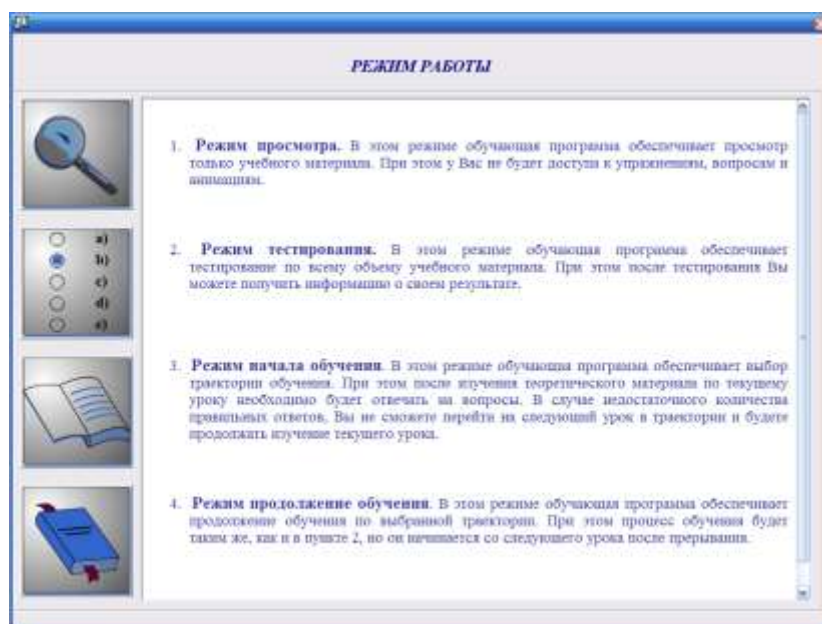 РЕЖИМ РАБОТЫ
1. Режим просмотра. В этом режиме обучающая программа обеспечивает просмотр
только учебного материала. При этом у Вас не будет доступа к упражнениям, вопросам и
анимациям.
a)
b)
c)
d)
e)
2. Режим тестирования. В этом режиме обучающая программа обеспечивает
тестирование по всему объему учебного материала. При этом после тестирования Вы
можете получить информацию о своем результате.
3. Режим начала обучения. В этом режиме обучающая программа обеспечивает выбор
траектории обучения. При этом после изучения теоретического материала по текущему
уроку необходимо будет отвечать на вопросы. В случае недостаточного количества
правильных ответов, Вы не сможете перейти на следующий урок в траектории и будете
продолжать изучение текущего урока.
4. Режим продолжение обучения. В этом режиме обучающая программа обеспечивает
продолжение обучения по выбранной траектории. При этом процесс обучения будет
таким же, как и в пункте 2, но он начинается со следующего урока после прерывания.